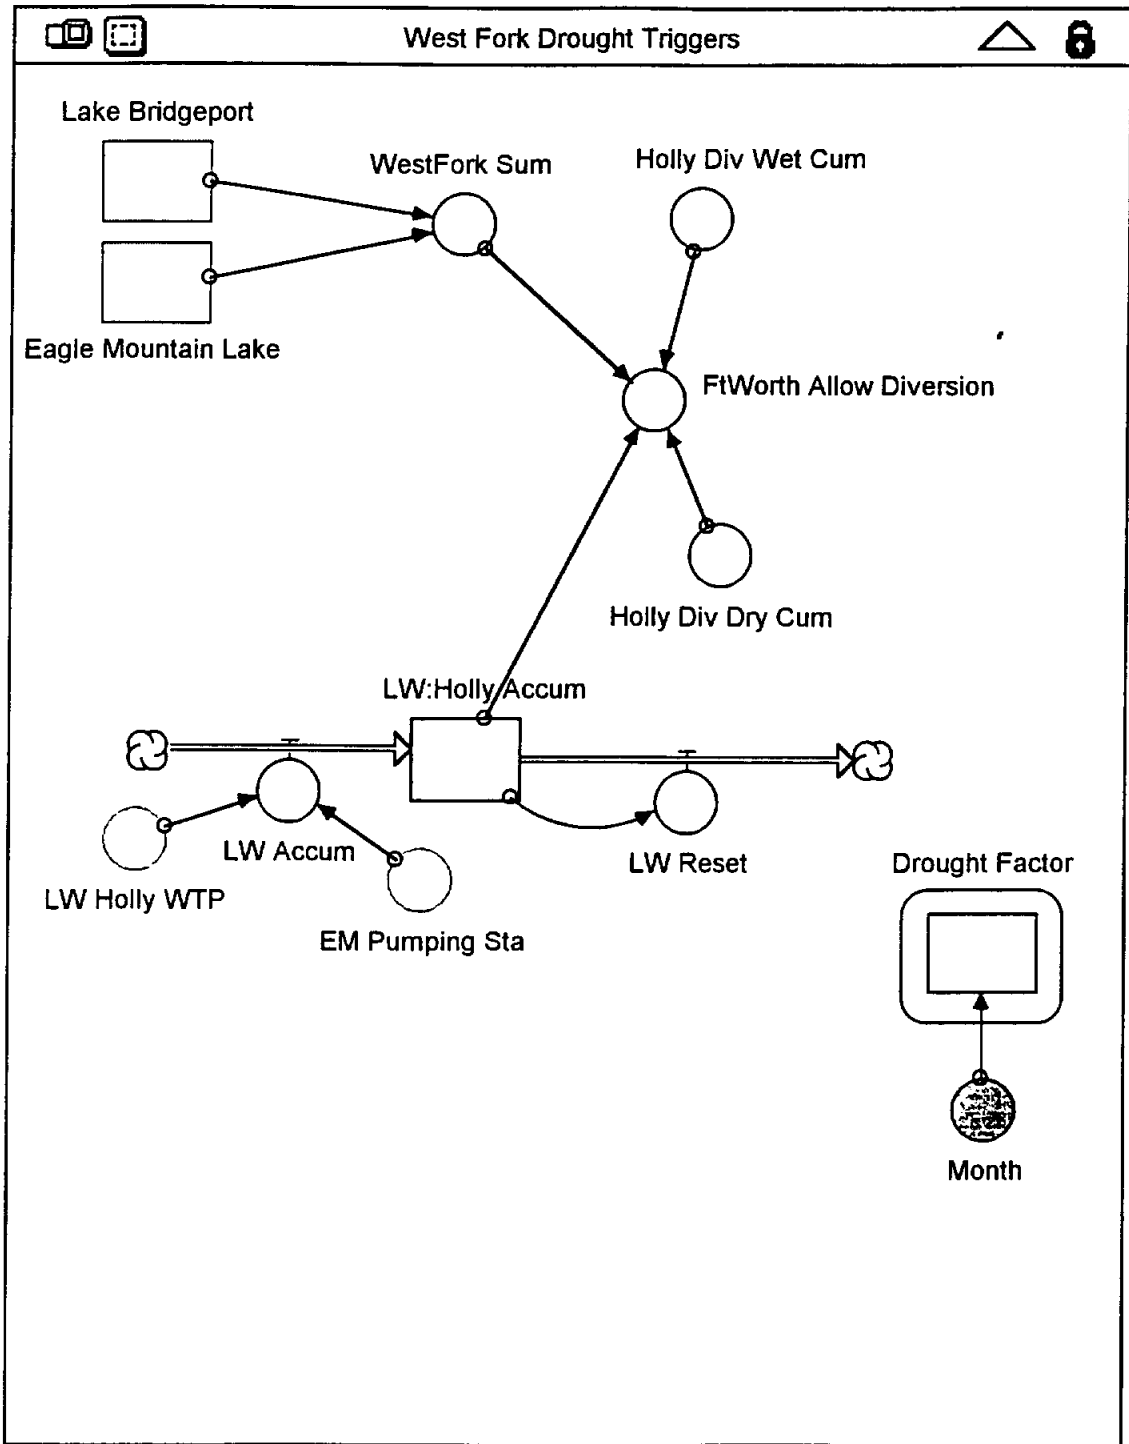 West Fork Drought Triggers
Lake Bridgeport
WestFork Sum
Holly Div Wet Cum
Eagle Mountain Lake
FtWorth Allow Diversion
Holly Div Dry Cum
LW:Holly Accum
LW Accum
LW Reset
LW Holly WTP
EM Pumping Sta
Drought Factor
Month